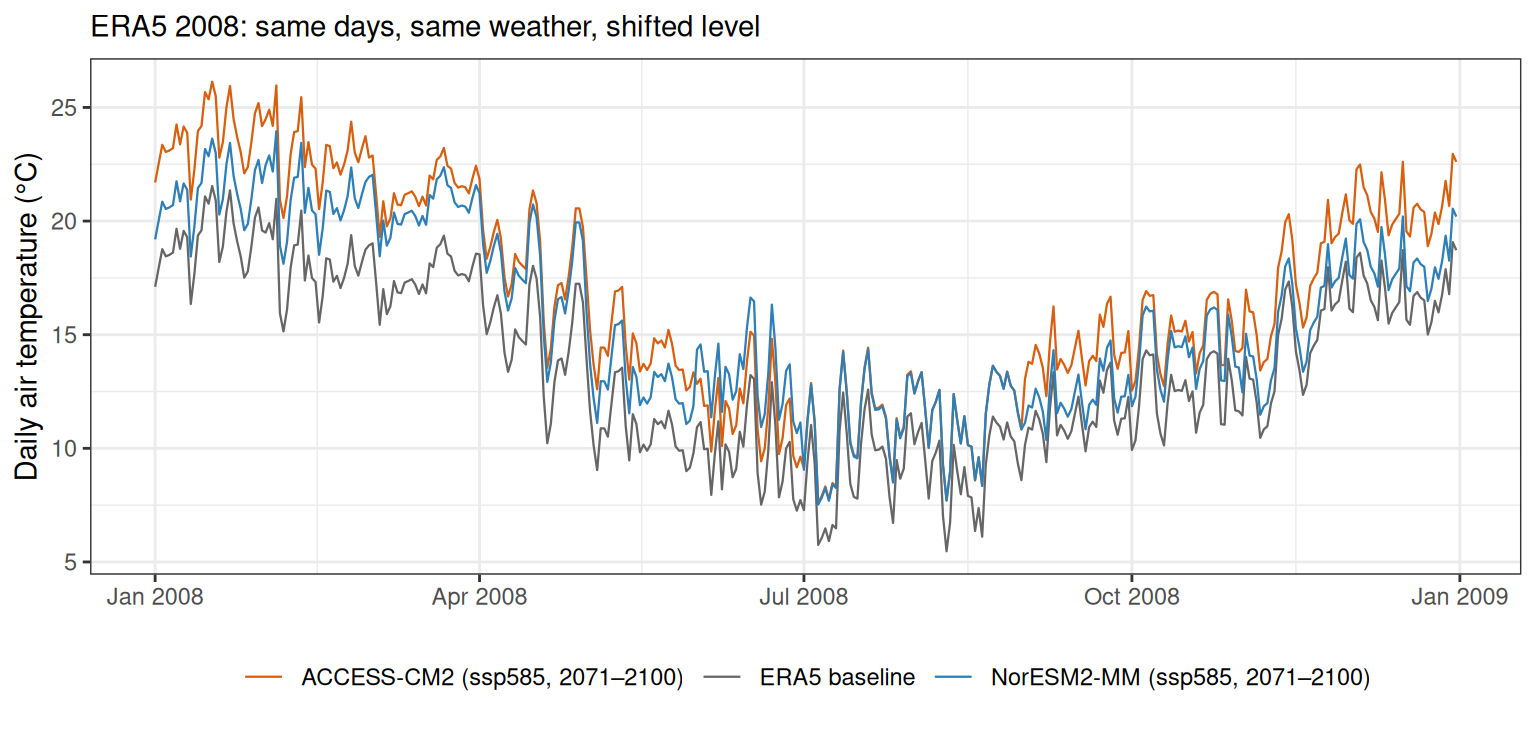 ERA5 2008: same days, same weather, shifted level
Daily air temperature (°C)
25
20
15
10
5
Jan 2008 Apr 2008 Jul 2008 Oct 2008 Jan 2009
ACCESS-CM2 (ssp585, 2071–2100) ERA5 baseline NorESM2-MM (ssp585, 2071–2100)